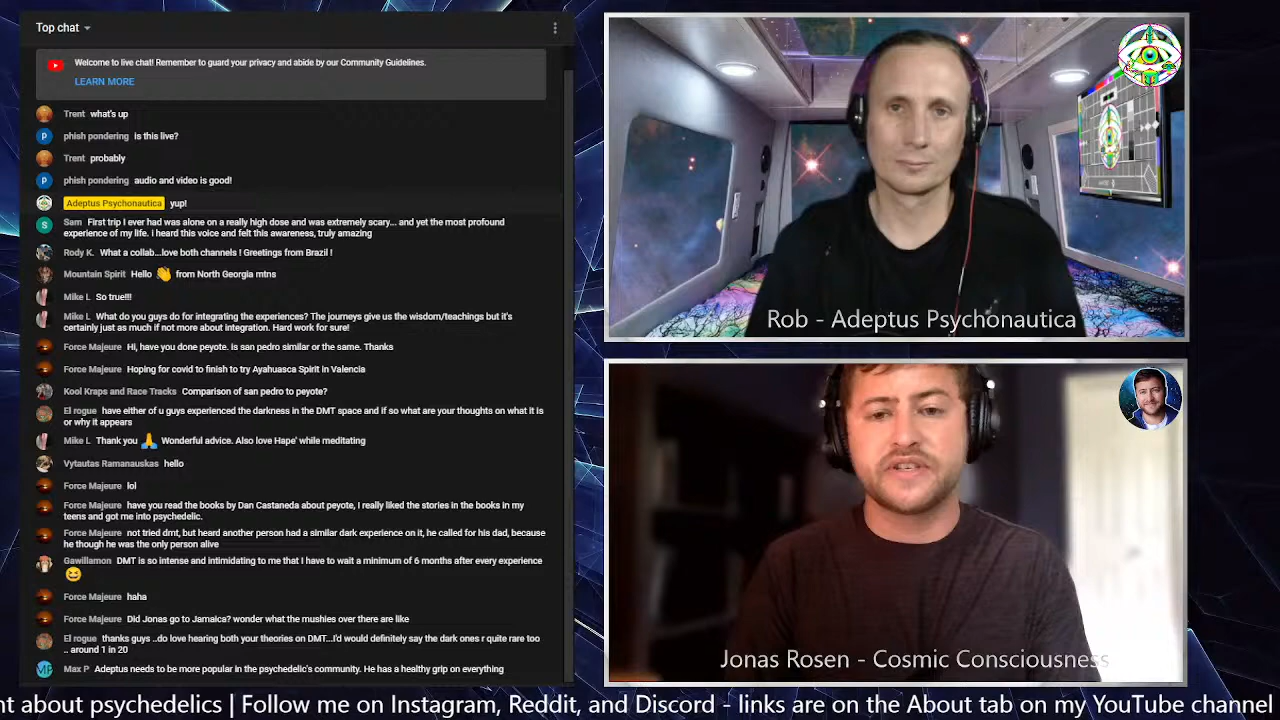 Top chat
Welcome to live chat! Remember to guard your privacy and abide by our Community Guidelines.
LEARN MORE
Trent what's up
P phish pondering is this live?
Trent probably
P phish pondering audio and video is good!
Adeptus Psychonautica yup!
S Sam First trip I ever had was alone on a really high dose and was extremely scary... and yet the most profound
experience of my life. i heard this voice and felt this awareness, truly amazing
Rody K. What a collab...love both channels ! Greetings from Brazil !
Mountain Spirit Hello 👋 from North Georgia mtns
Mike L So true!!!
Mike L What do you guys do for integrating the experiences? The journeys give us the wisdom/teachings but it's
certainly just as much if not more about integration. Hard work for sure!
Force Majeure Hi, have you done peyote. is san pedro similar or the same. Thanks
Force Majeure Hoping for covid to finish to try Ayahuasca Spirit in Valencia
Kool Kraps and Race Tracks Comparison of san pedro to peyote?
El rogue have either of u guys experienced the darkness in the DMT space and if so what are your thoughts on what it is
or why it appears
Mike L Thank you 🙏 Wonderful advice. Also love Hape' while meditating
Vytautas Ramanauskas hello
Force Majeure lol
Force Majeure have you read the books by Dan Castaneda about peyote, I really liked the stories in the books in my
teens and got me into psychedelic.
Force Majeure not tried dmt, but heard another person had a similar dark experience on it, he called for his dad, because
he though he was the only person alive
Gawillamon DMT is so intense and intimidating to me that I have to wait a minimum of 6 months after every experience
😆
Force Majeure haha
Force Majeure Did Jonas go to Jamaica? wonder what the mushies over there are like
El rogue thanks guys ..do love hearing both your theories on DMT...I'd would definitely say the dark ones r quite rare too
.. around 1 in 20
MP Max P Adeptus needs to be more popular in the psychedelic's community. He has a healthy grip on everything
Rob - Adeptus Psychonautica
Jonas Rosen - Cosmic Consciousness
nt about psychedelics | Follow me on Instagram, Reddit, and Discord - links are on the About tab on my YouTube channel